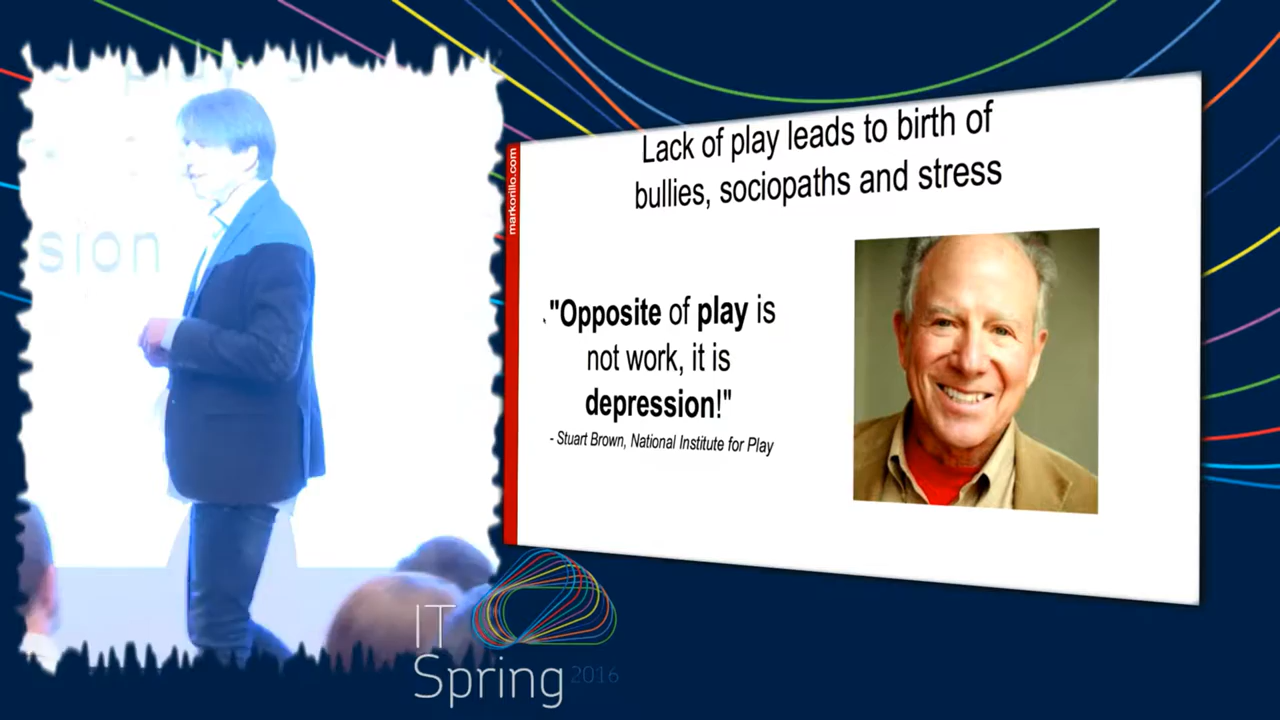 sion
markorillo.com
Lack of play leads to birth of
bullies, sociopaths and stress
."Opposite of play is
not work, it is
depression!"
- Stuart Brown, National Institute for Play
IT
Spring 2016